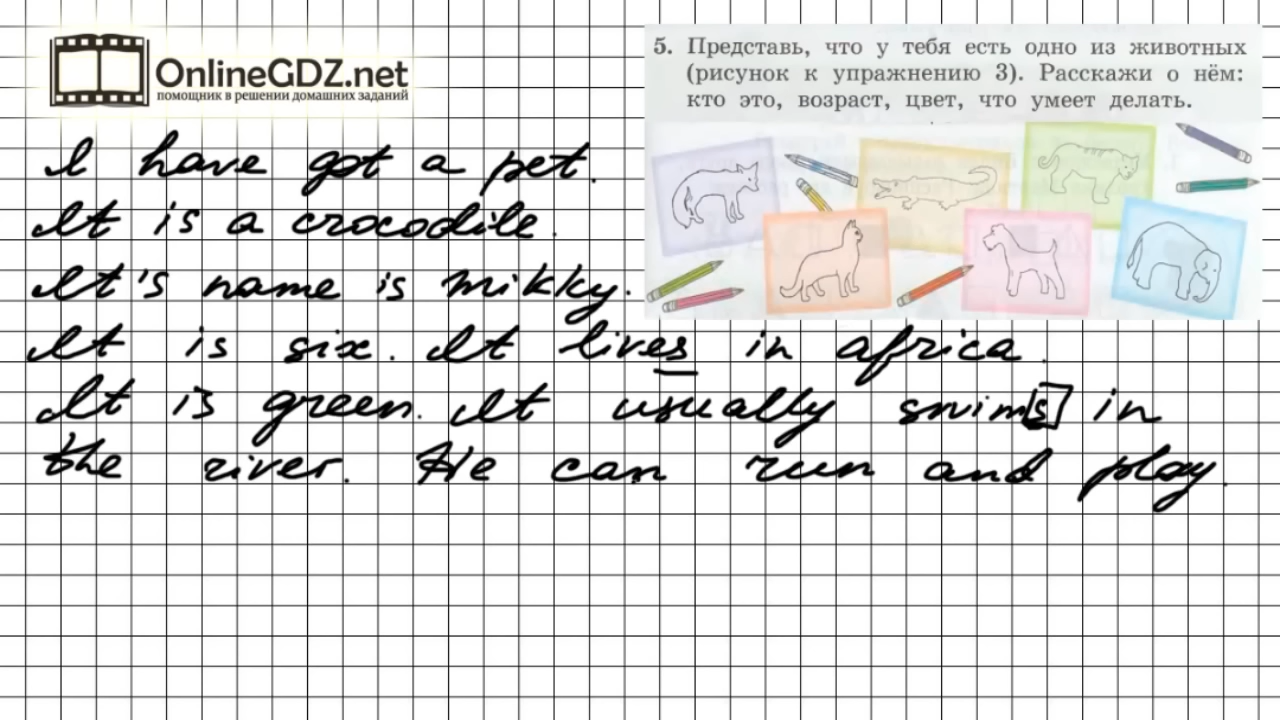 OnlineGDZ.net
помощник в решении домашних заданий
5. Представь, что у тебя есть одно из животных
(рисунок к упражнению 3). Расскажи о нём:
кто это, возраст, цвет, что умеет делать.
I have got a pet.
It is a crocodile.
It's name is mikky.
It is six. It lives in africa.
It is green. It usually swim[s] in
the river. He can run and play.